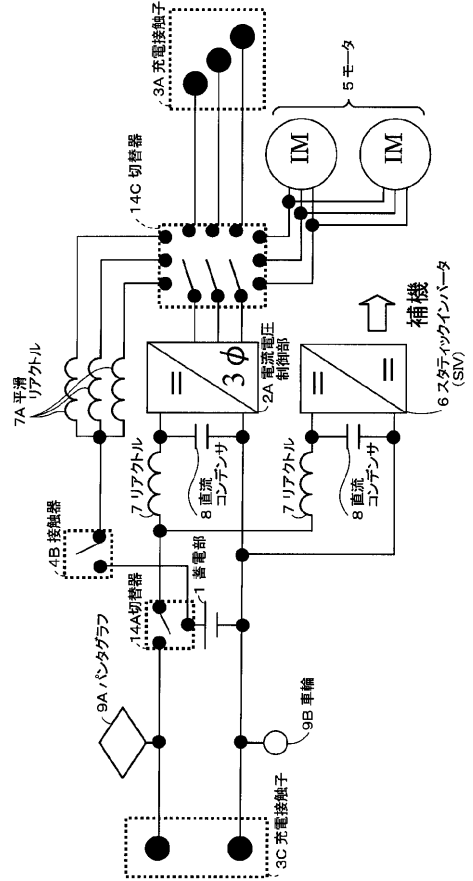 3A 充電接触子
14C 切替器
IM
IM
5 モータ
7A 平滑
リアクトル
3φ
2A 電流電圧
制御部
補機
6 スタティックインバータ
(SIV)
7 リアクトル
8 直流
コンデンサ
7 リアクトル
8 直流
コンデンサ
4B 接触器
14A切替器
1 蓄電部
9A パンタグラフ
9B 車輪
3C 充電接触子